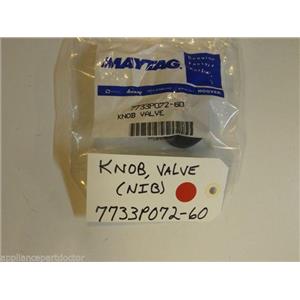 MAYTAG
Genuine
Factory
Parts
HOOVER
7733P072-60
KNOB VALVE
KNOB, VALVE
(NIB)
7733P072-60
appliancepartdoctor